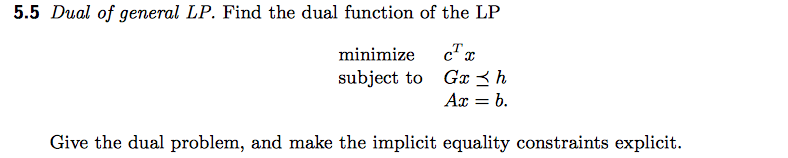 5.5 Dual of general LP. Find the dual function of the LP
minimize c^T x
subject to Gx ⪯ h
Ax = b.
Give the dual problem, and make the implicit equality constraints explicit.